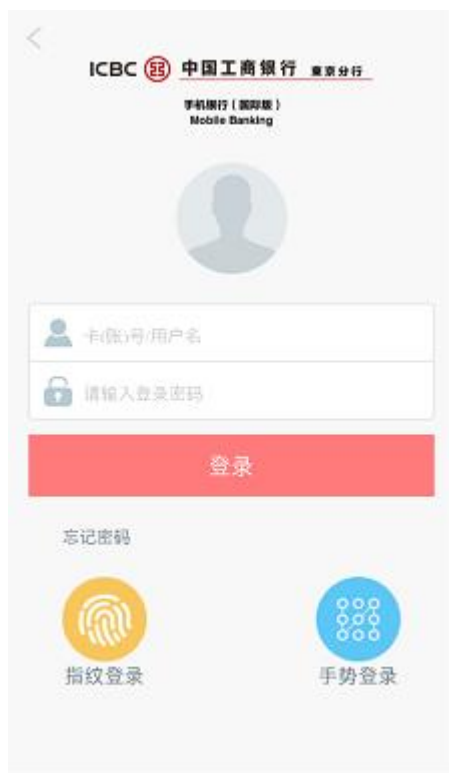 ICBC 中国工商银行 東京分行
手机银行（国际版）
Mobile Banking
卡(账)号/用户名
请输入登录密码
登录
忘记密码
指纹登录
手势登录